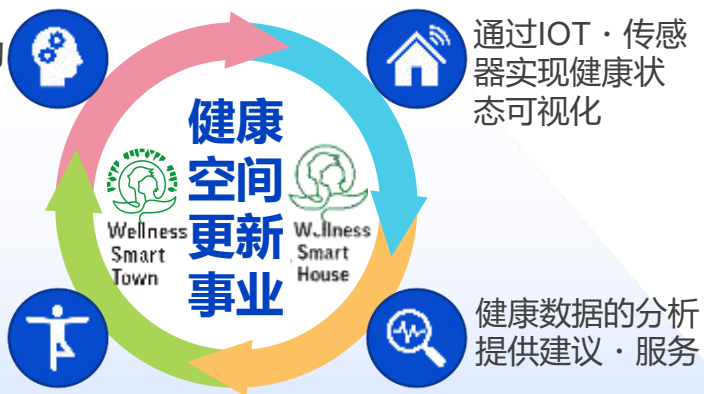 通过IOT・传感
器实现健康状
态可视化
健康
空间
更新
事业
Wellness
Smart
Town
Wellness
Smart
House
健康数据的分析
提供建议・服务